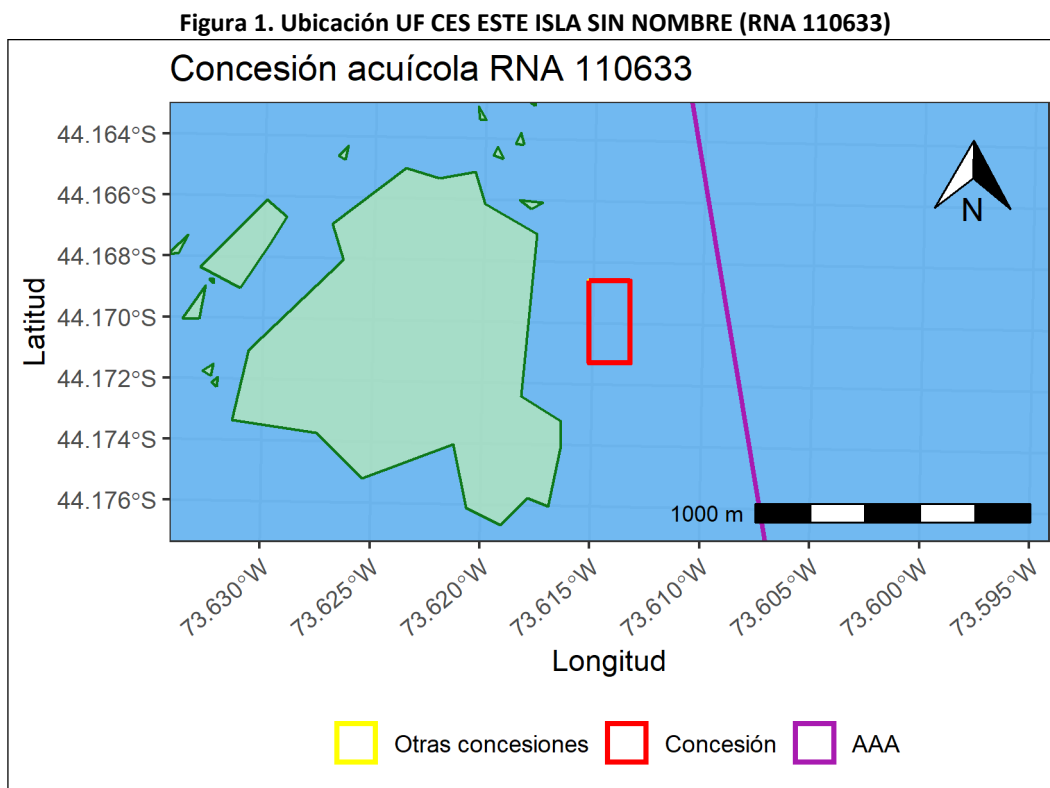 Figura 1. Ubicación UF CES ESTE ISLA SIN NOMBRE (RNA 110633)
Concesión acuícola RNA 110633
44.164°S
44.166°S
44.168°S
44.170°S
44.172°S
44.174°S
44.176°S
Latitud
N
1000 m
73.630°W
73.625°W
73.620°W
73.615°W
73.610°W
73.605°W
73.600°W
73.595°W
Longitud
Otras concesiones
Concesión
AAA